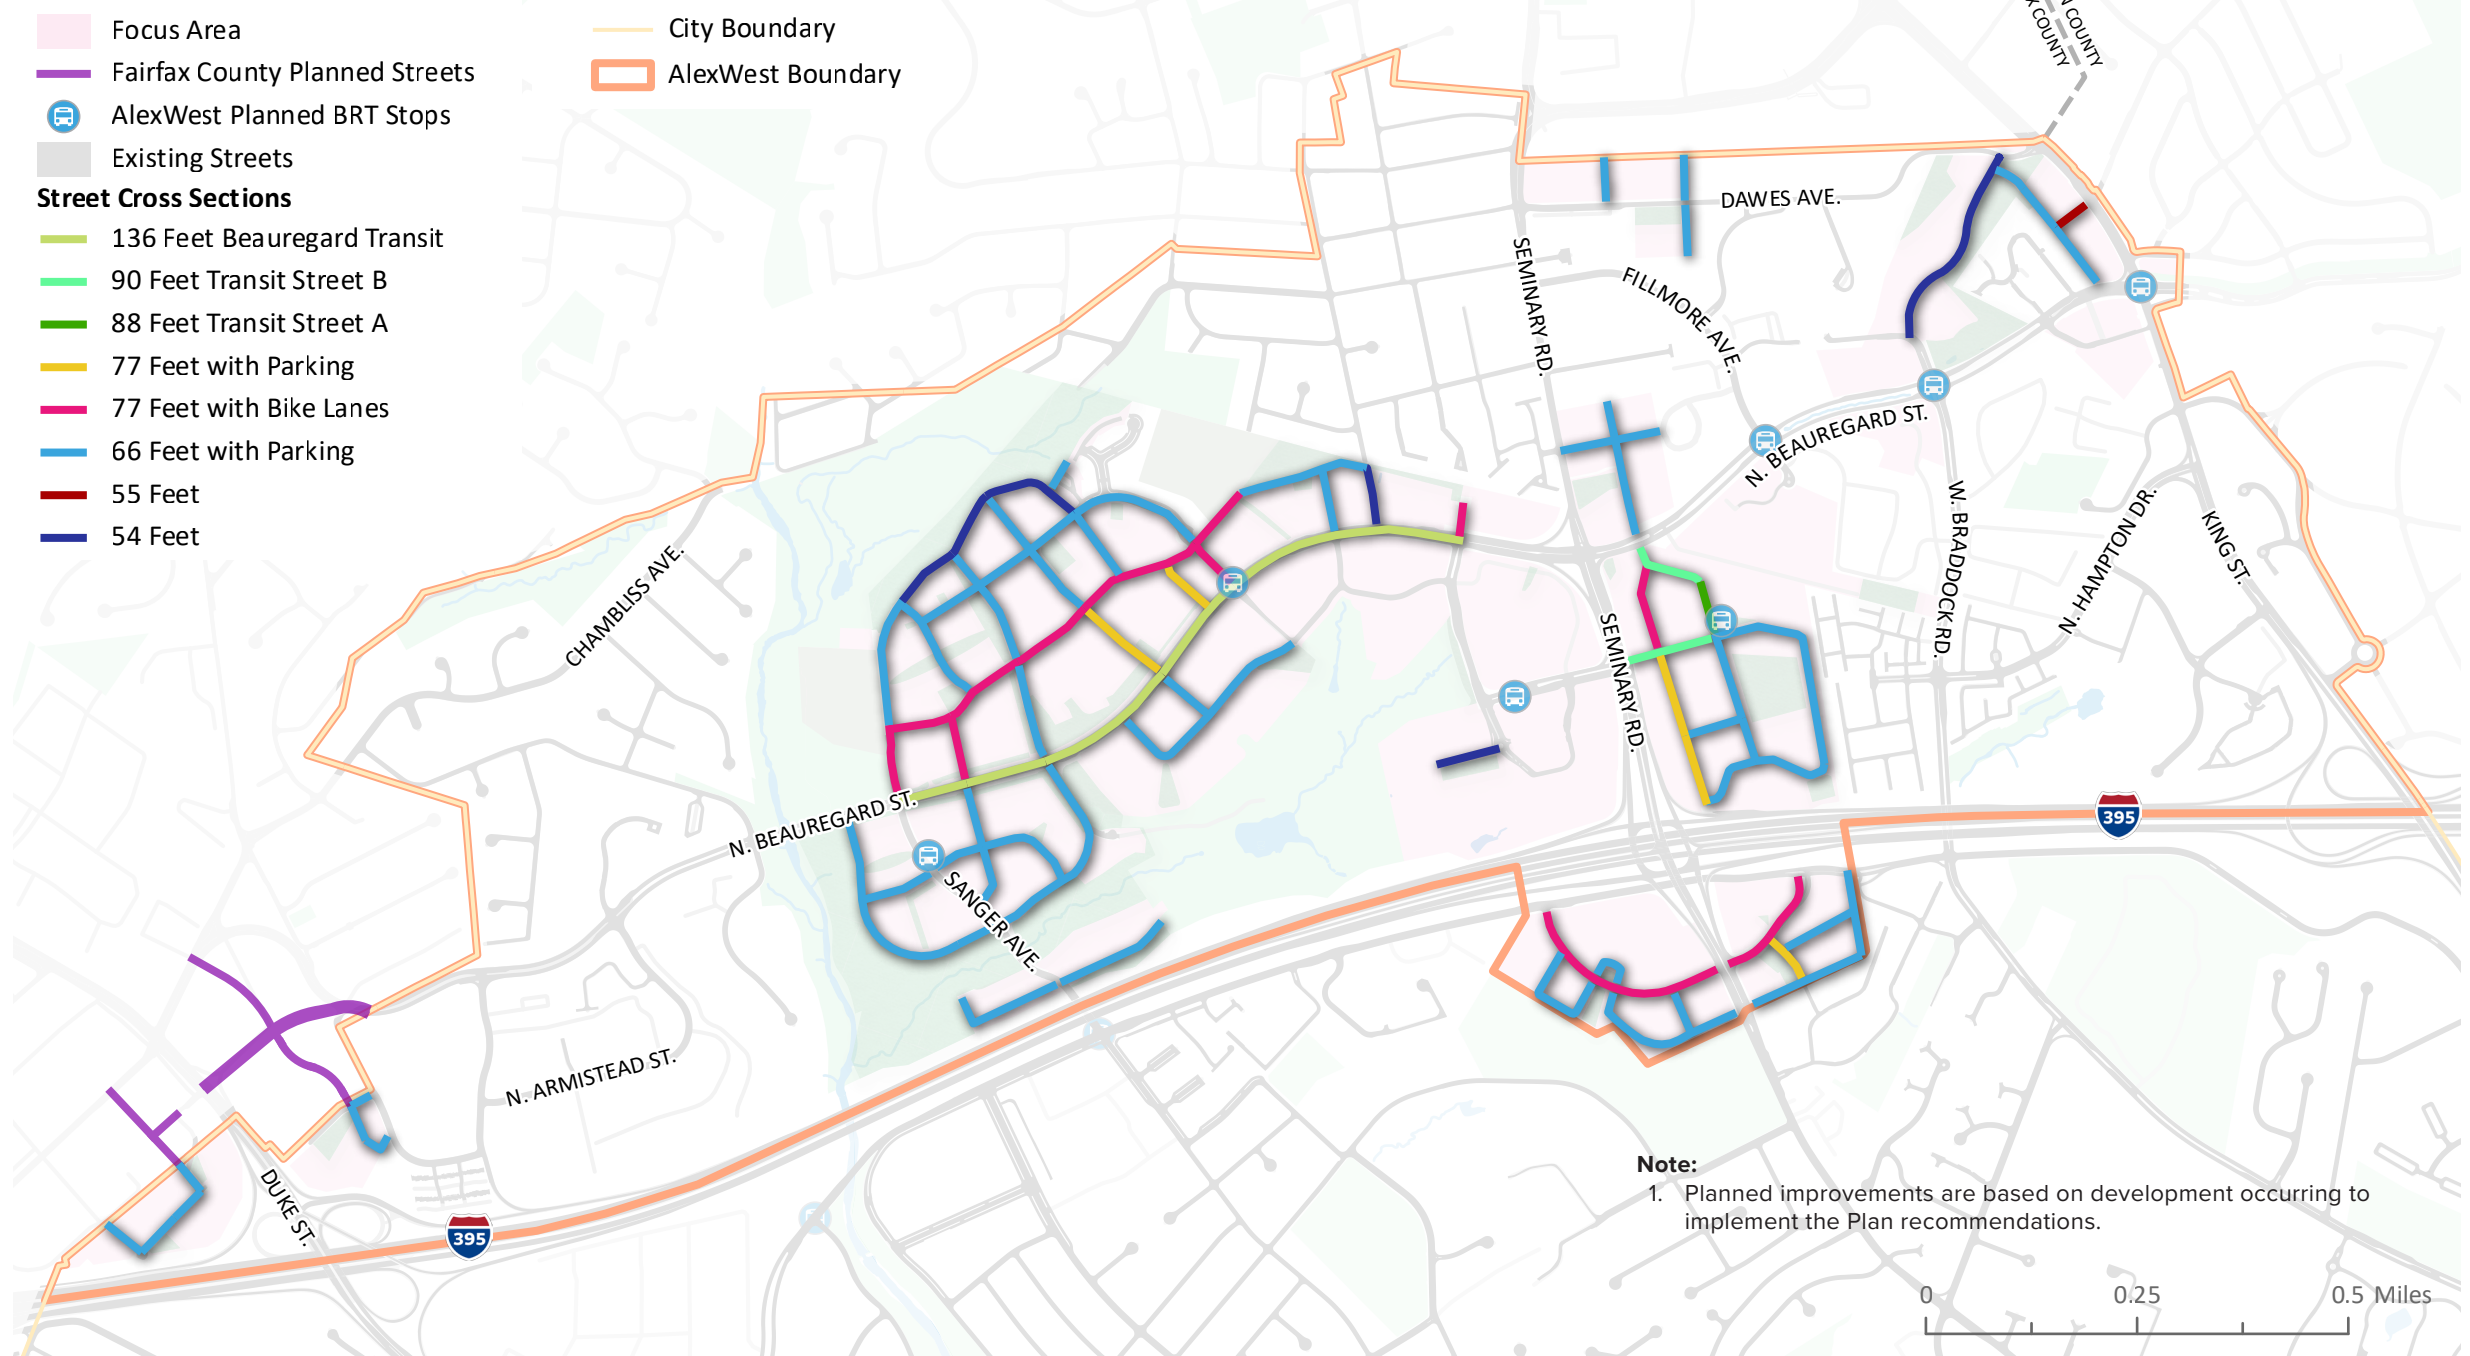 Focus Area
Fairfax County Planned Streets
AlexWest Planned BRT Stops
Existing Streets
Street Cross Sections
136 Feet Beauregard Transit
90 Feet Transit Street B
88 Feet Transit Street A
77 Feet with Parking
77 Feet with Bike Lanes
66 Feet with Parking
55 Feet
54 Feet
City Boundary
AlexWest Boundary
X COUNTY
N COUNTY
DAWES AVE.
SEMINARY RD.
FILLMORE AVE.
N. BEAUREGARD ST.
W. BRADDOCK RD.
N. HAMPTON DR.
KING ST.
CHAMBLISS AVE.
SEMINARY RD.
N. BEAUREGARD ST.
395
SANGER AVE.
N. ARMISTEAD ST.
DUKE ST.
395
Note:
1. Planned improvements are based on development occurring to
implement the Plan recommendations.
0 0.25 0.5 Miles